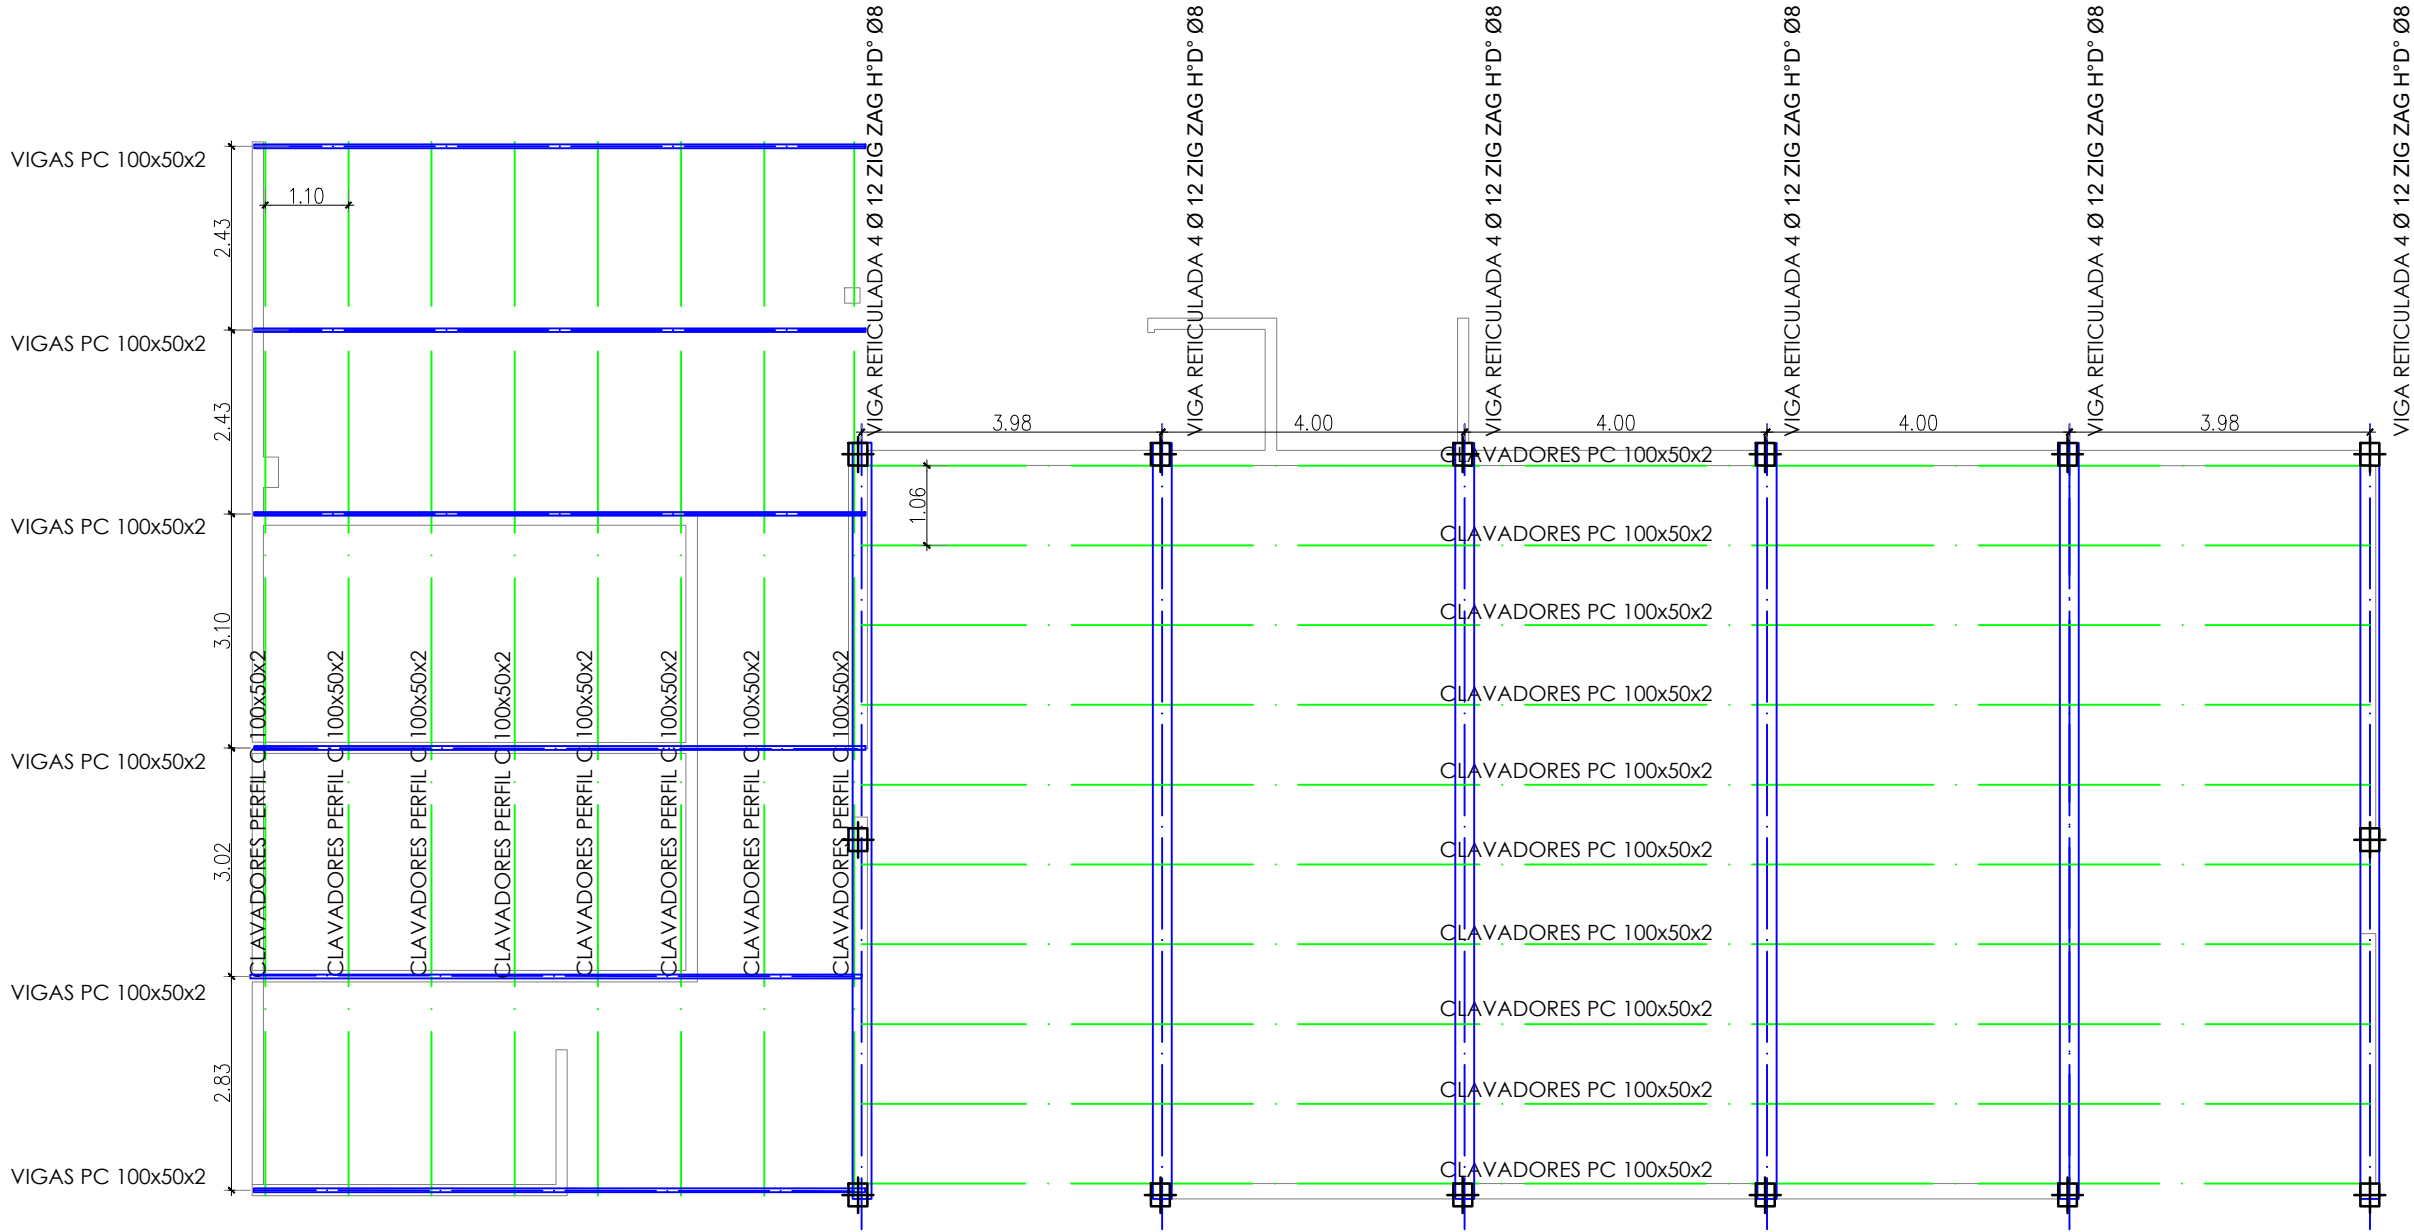 VIGA RETICULADA 4 Ø 12 ZIG ZAG H°D° Ø8
VIGA RETICULADA 4 Ø 12 ZIG ZAG H°D° Ø8
VIGA RETICULADA 4 Ø 12 ZIG ZAG H°D° Ø8
VIGA RETICULADA 4 Ø 12 ZIG ZAG H°D° Ø8
VIGA RETICULADA 4 Ø 12 ZIG ZAG H°D° Ø8
VIGA RETICULADA 4 Ø 12 ZIG ZAG H°D° Ø8
VIGAS PC 100x50x2
1.10
2.43
VIGAS PC 100x50x2
2.43
3.98
4.00
4.00
4.00
3.98
CLAVADORES PC 100x50x2
1.06
VIGAS PC 100x50x2
CLAVADORES PC 100x50x2
CLAVADORES PC 100x50x2
3.10
CLAVADORES PC 100x50x2
VIGAS PC 100x50x2
CLAVADORES PC 100x50x2
CLAVADORES PERFIL C 100x50x2
CLAVADORES PERFIL C 100x50x2
CLAVADORES PERFIL C 100x50x2
CLAVADORES PERFIL C 100x50x2
CLAVADORES PERFIL C 100x50x2
CLAVADORES PERFIL C 100x50x2
CLAVADORES PERFIL C 100x50x2
CLAVADORES PERFIL C 100x50x2
3.02
CLAVADORES PC 100x50x2
CLAVADORES PC 100x50x2
VIGAS PC 100x50x2
CLAVADORES PC 100x50x2
2.83
CLAVADORES PC 100x50x2
VIGAS PC 100x50x2
CLAVADORES PC 100x50x2